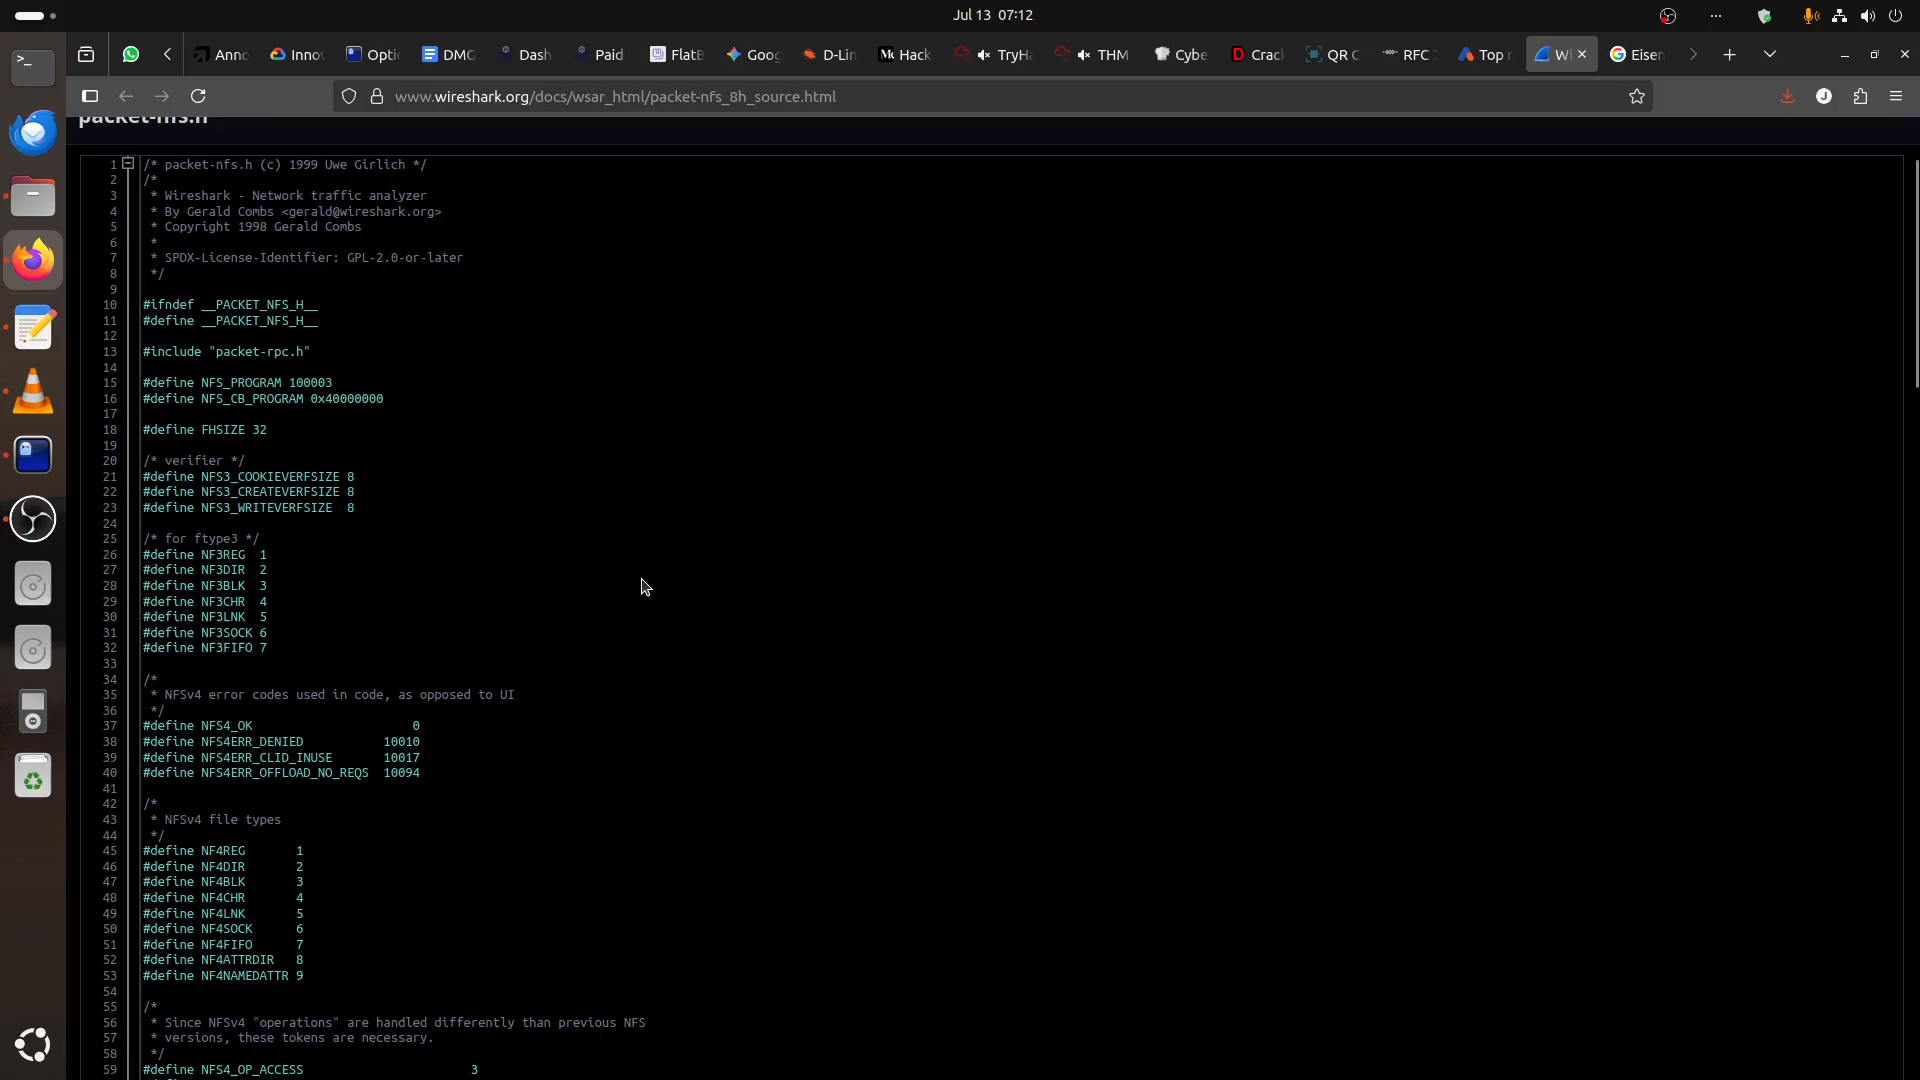 Jul 13 07:12
Anno
Inno
Optio
DMG
Dash
Paid
FlatB
Goog
D-Lin
Hack
TryHa
THM
Cybe
Crac
QR C
RFC
Top r
Wi
Eisen
www.wireshark.org/docs/wsar_html/packet-nfs_8h_source.html
packet-nfs.h
1 /* packet-nfs.h (c) 1999 Uwe Girlich */
2 /*
3 * Wireshark - Network traffic analyzer
4 * By Gerald Combs <gerald@wireshark.org>
5 * Copyright 1998 Gerald Combs
6 *
7 * SPDX-License-Identifier: GPL-2.0-or-later
8 */
9
10 #ifndef __PACKET_NFS_H__
11 #define __PACKET_NFS_H__
12
13 #include "packet-rpc.h"
14
15 #define NFS_PROGRAM 100003
16 #define NFS_CB_PROGRAM 0x40000000
17
18 #define FHSIZE 32
19
20 /* verifier */
21 #define NFS3_COOKIEVERFSIZE 8
22 #define NFS3_CREATEVERFSIZE 8
23 #define NFS3_WRITEVERFSIZE 8
24
25 /* for ftype3 */
26 #define NF3REG 1
27 #define NF3DIR 2
28 #define NF3BLK 3
29 #define NF3CHR 4
30 #define NF3LNK 5
31 #define NF3SOCK 6
32 #define NF3FIFO 7
33
34 /*
35 * NFSv4 error codes used in code, as opposed to UI
36 */
37 #define NFS4_OK 0
38 #define NFS4ERR_DENIED 10010
39 #define NFS4ERR_CLID_INUSE 10017
40 #define NFS4ERR_OFFLOAD_NO_REQS 10094
41
42 /*
43 * NFSv4 file types
44 */
45 #define NF4REG 1
46 #define NF4DIR 2
47 #define NF4BLK 3
48 #define NF4CHR 4
49 #define NF4LNK 5
50 #define NF4SOCK 6
51 #define NF4FIFO 7
52 #define NF4ATTRDIR 8
53 #define NF4NAMEDATTR 9
54
55 /*
56 * Since NFSv4 "operations" are handled differently than previous NFS
57 * versions, these tokens are necessary.
58 */
59 #define NFS4_OP_ACCESS 3